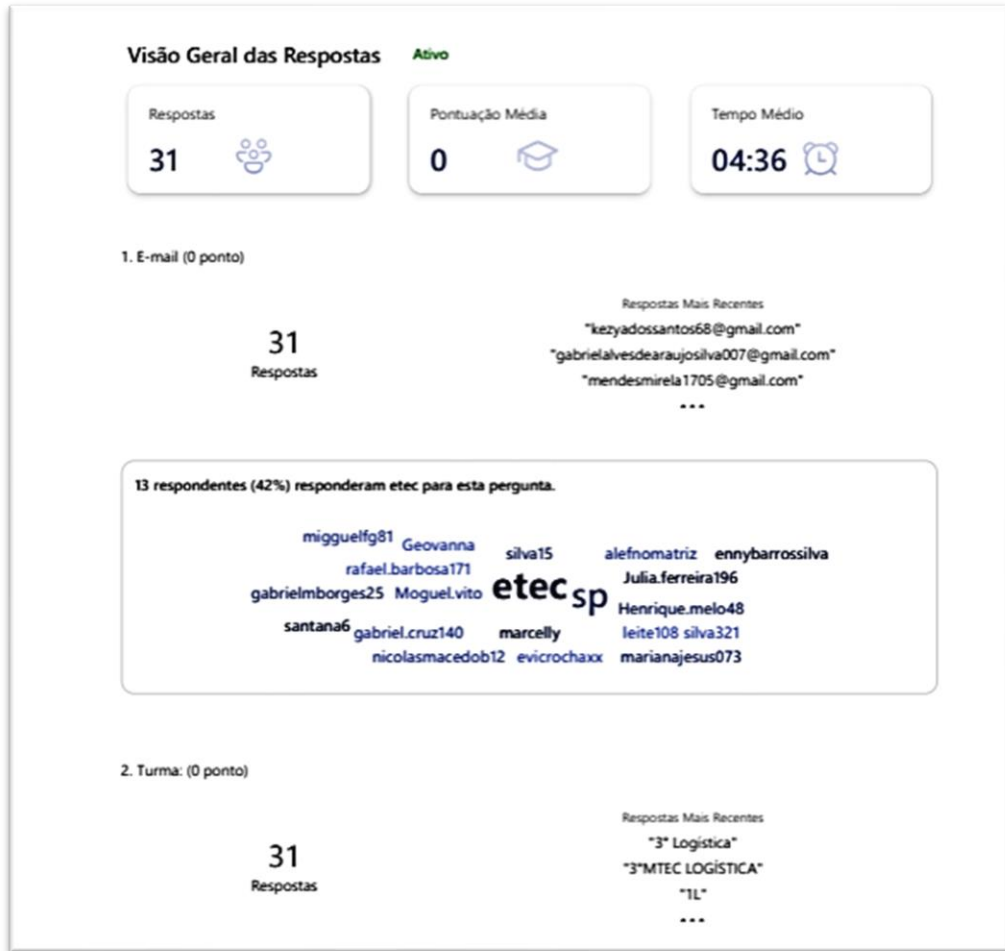 Visão Geral das Respostas Ativo
Respostas
31
Pontuação Média
0
Tempo Médio
04:36
1. E-mail (0 ponto)
31
Respostas
Respostas Mais Recentes
"kezyadossantos68@gmail.com"
"gabrielalvesdearaujosilva007@gmail.com"
"mendesmirela1705@gmail.com"
...
13 respondentes (42%) responderam etec para esta pergunta.
migguelfg81 Geovanna silva15 alefnomatriz ennybarrossilva
rafael.barbosa171 etec sp Julia.ferreira196
gabrielmborges25 Moguel.vito Henrique.melo48
santana6 gabriel.cruz140 marcelly leite108 silva321
nicolasmacedob12 evicrochaxx marianajesus073
2. Turma: (0 ponto)
31
Respostas
Respostas Mais Recentes
"3° Logística"
"3°MTEC LOGÍSTICA"
"1L"
...